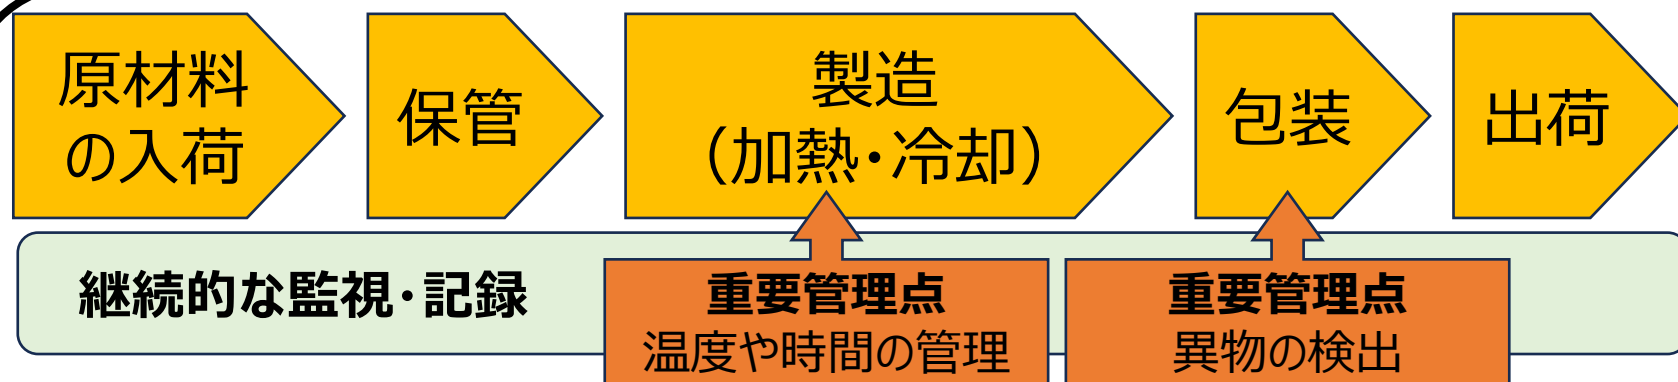 原材料
の入荷
保管
製造
（加熱・冷却）
包装
出荷
継続的な監視・記録
重要管理点
温度や時間の管理
重要管理点
異物の検出